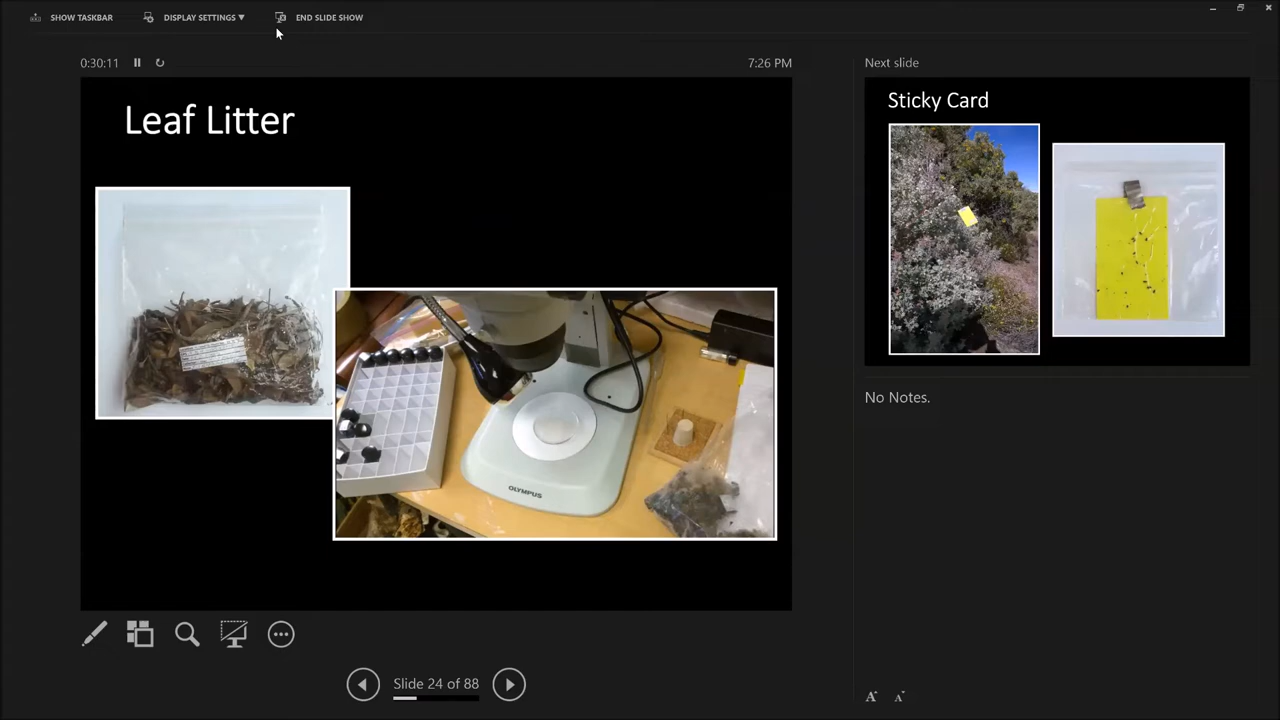 SHOW TASKBAR
DISPLAY SETTINGS ▼
END SLIDE SHOW
0:30:11
7:26 PM
Leaf Litter
OLYMPUS
Slide 24 of 88
Next slide
Sticky Card
No Notes.
A
A